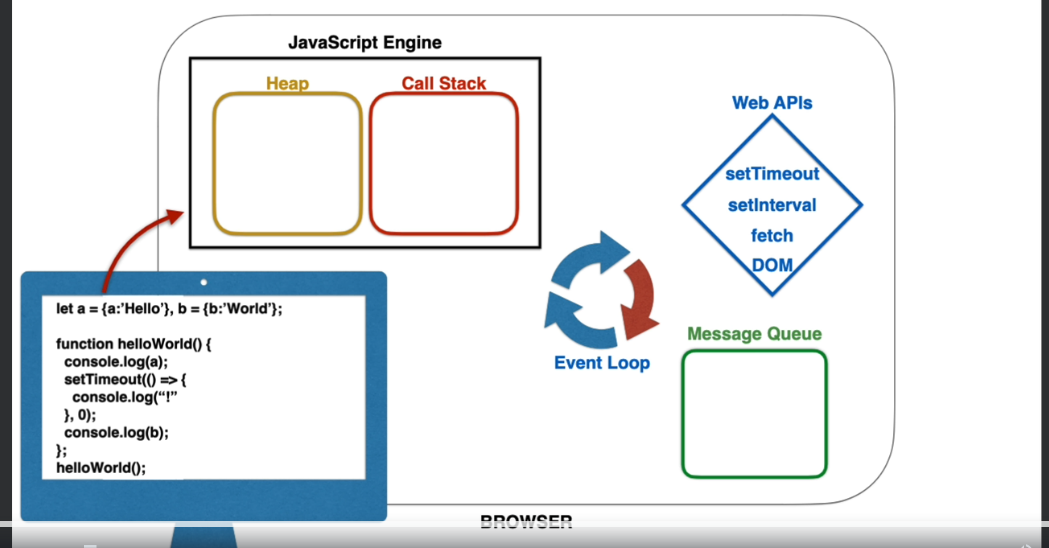 JavaScript Engine
Heap
Call Stack
Web APIs
setTimeout
setInterval
fetch
DOM
let a = {a:’Hello’}, b = {b:’World’};
function helloWorld() {
console.log(a);
setTimeout(() => {
console.log(“!”
}, 0);
console.log(b);
};
helloWorld();
Event Loop
Message Queue
BROWSER